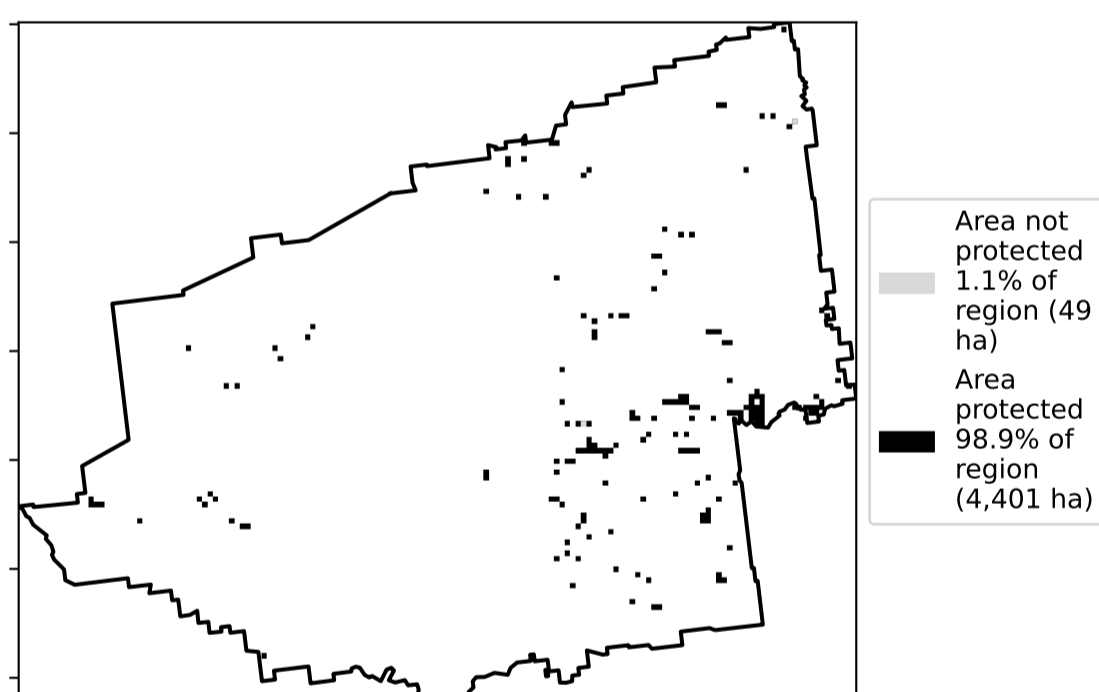 Area not
protected
1.1% of
region (49
ha)
Area
protected
98.9% of
region
(4,401 ha)